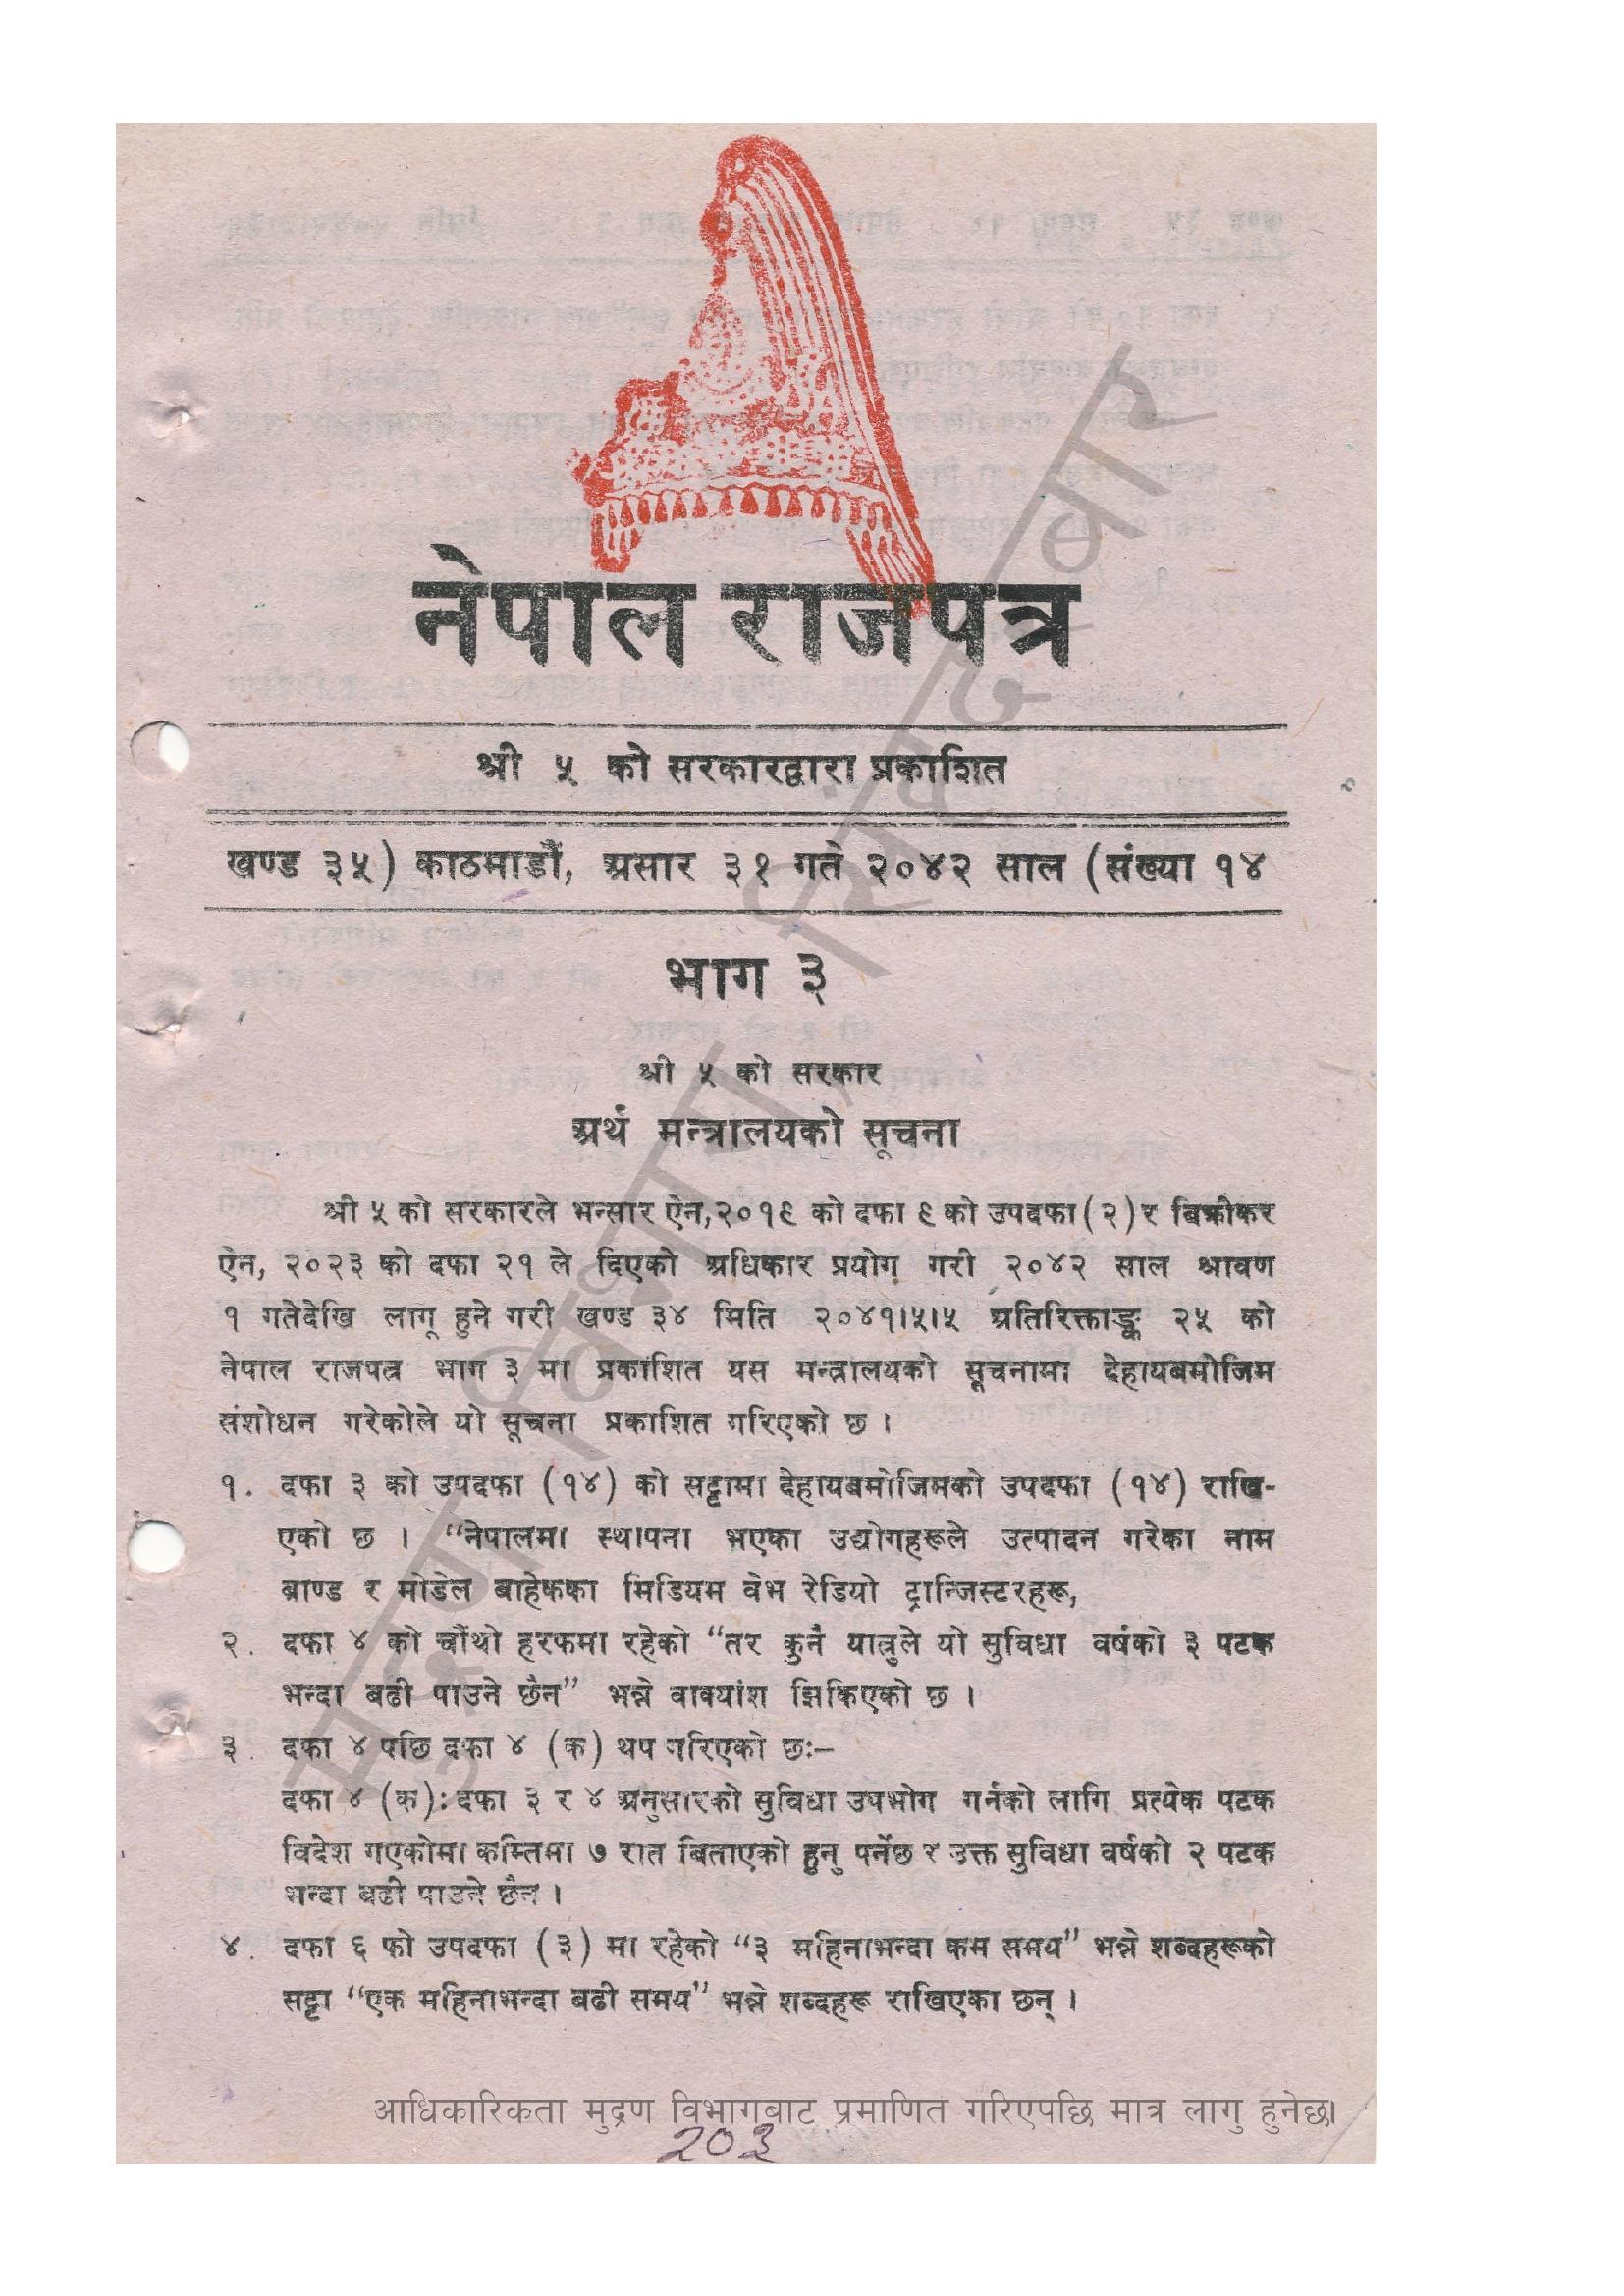 नेपाल राजपत्र
श्री ५ को सरकारद्वारा प्रकाशित
खण्ड ३५) काठमाडौं, असार ३१ गते २०४२ साल (संख्या १४
भाग ३
श्री ५ को सरकार
अर्थ मन्त्रालयको सूचना
श्री ५ को सरकारले भन्सार ऐन,२०१९ को दफा ९ को उपदफा (२) र बिक्रीकर
ऐन, २०२३ को दफा २१ ले दिएको अधिकार प्रयोग गरी २०४२ साल श्रावण
१ गतेदेखि लागू हुने गरी खण्ड ३४ मिति २०४१।५।५ अतिरिक्ताङ्क २५ को
नेपाल राजपत्र भाग ३ मा प्रकाशित यस मन्त्रालयको सूचनामा देहायबमोजिम
संशोधन गरेकोले यो सूचना प्रकाशित गरिएको छ ।
१. दफा ३ को उपदफा (१४) को सट्टामा देहायबमोजिमको उपदफा (१४) राखि-
एको छ । “नेपालमा स्थापना भएका उद्योगहरूले उत्पादन गरेका नाम
ब्राण्ड र मोडेल बाहेकका मिडियम वेभ रेडियो ट्रान्जिस्टरहरू,
२. दफा ४ को चौंथो हरफमा रहेको “तर कुनै यात्रुले यो सुविधा वर्षको ३ पटक
भन्दा बढी पाउने छैन” भन्ने वाक्यांश झिकिएको छ ।
३. दफा ४ पछि दफा ४ (क) थप गरिएको छः–
दफा ४ (क): दफा ३ र ४ अनुसारको सुविधा उपभोग गर्नको लागि प्रत्येक पटक
विदेश गएकोमा कम्तिमा ७ रात बिताएको हुनु पर्नेछ र उक्त सुविधा वर्षको २ पटक
भन्दा बढी पाउने छैन ।
४. दफा ६ को उपदफा (३) मा रहेको “३ महिनाभन्दा कम समय” भन्ने शब्दहरूको
सट्टा “एक महिनाभन्दा बढी समय” भन्ने शब्दहरू राखिएका छन् ।
मुद्रण विभाग, सिंहदरबार
आधिकारिकता मुद्रण विभागबाट प्रमाणित गरिएपछि मात्र लागु हुनेछ।
२०३